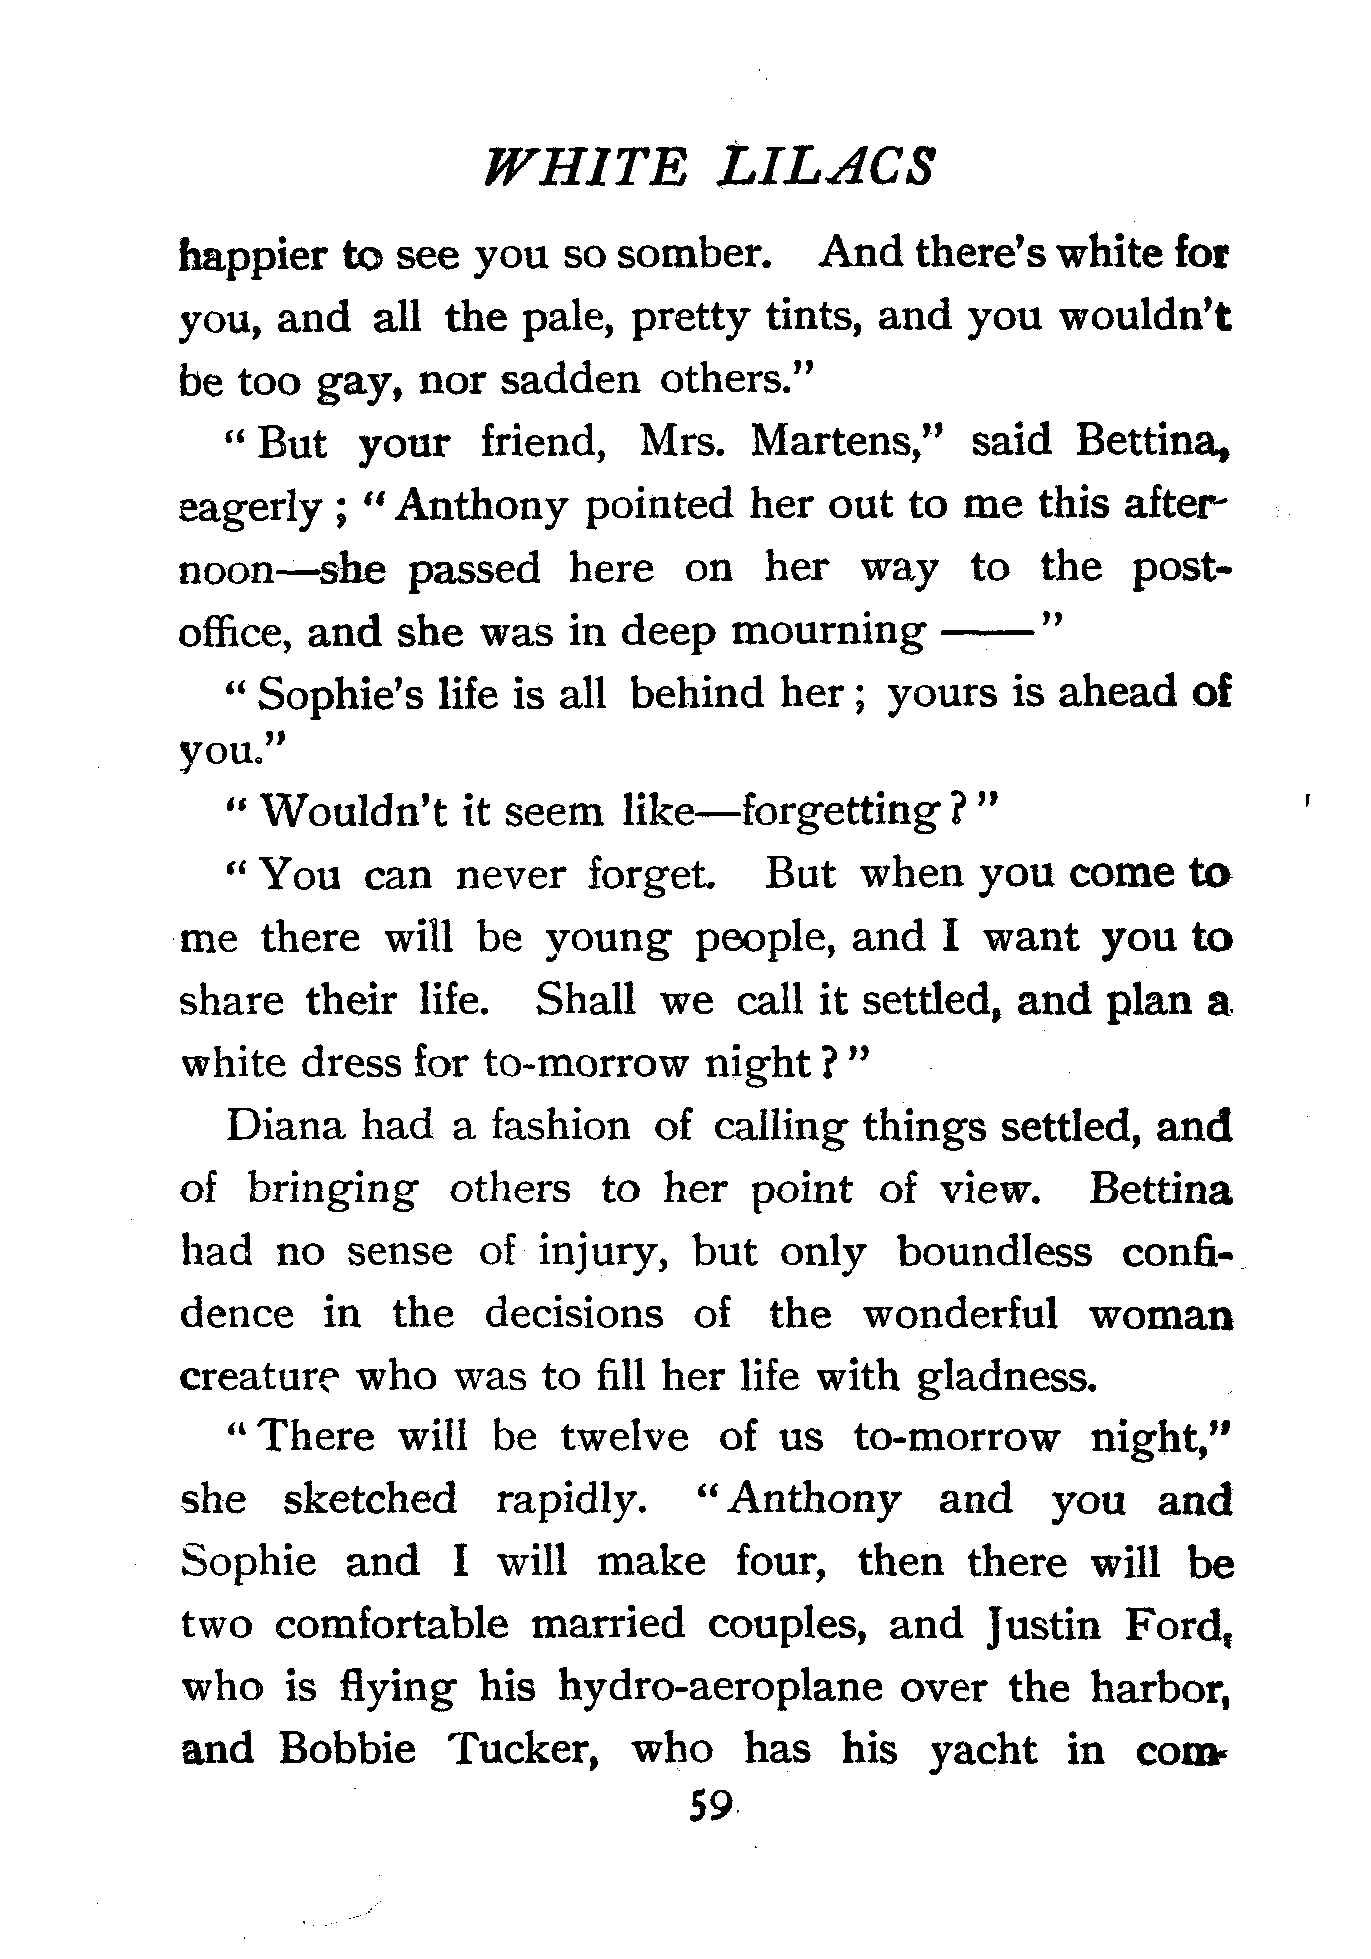 WHITE LILACS
happier to see you so somber. And there's white for
you, and all the pale, pretty tints, and you wouldn't
be too gay, nor sadden others."
"But your friend, Mrs. Martens," said Bettina,
eagerly; "Anthony pointed her out to me this after-
noon—she passed here on her way to the post-
office, and she was in deep mourning ——"
"Sophie's life is all behind her; yours is ahead of
you."
"Wouldn't it seem like—forgetting?"
"You can never forget. But when you come to
me there will be young people, and I want you to
share their life. Shall we call it settled, and plan a
white dress for to-morrow night?"
Diana had a fashion of calling things settled, and
of bringing others to her point of view. Bettina
had no sense of injury, but only boundless confi-
dence in the decisions of the wonderful woman
creature who was to fill her life with gladness.
"There will be twelve of us to-morrow night,"
she sketched rapidly. "Anthony and you and
Sophie and I will make four, then there will be
two comfortable married couples, and Justin Ford,
who is flying his hydro-aeroplane over the harbor,
and Bobbie Tucker, who has his yacht in com-
59